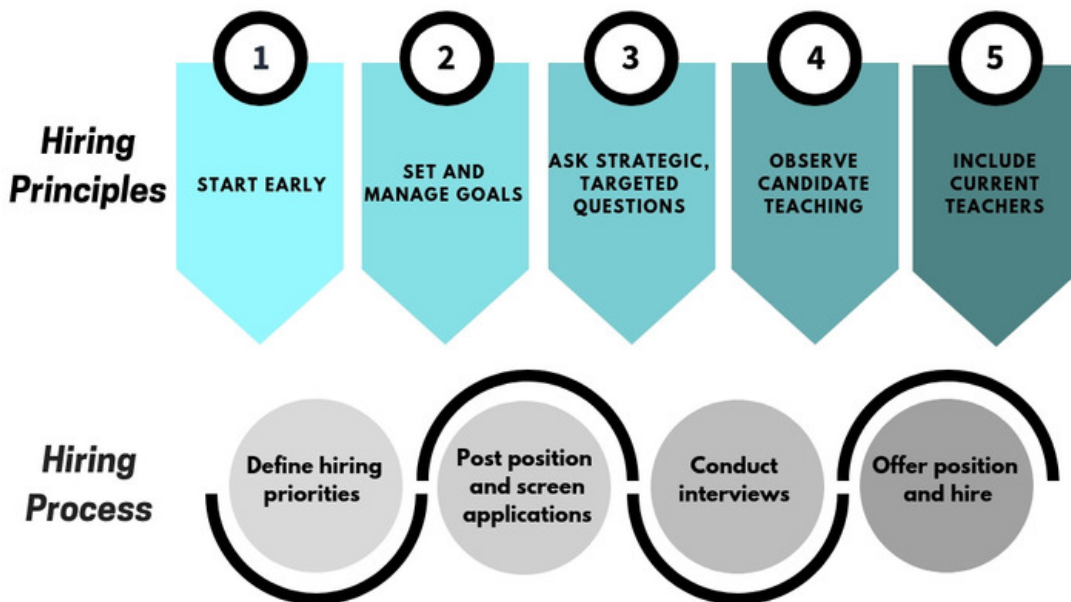 Hiring
Principles
1
START EARLY
2
SET AND
MANAGE GOALS
3
ASK STRATEGIC,
TARGETED
QUESTIONS
4
OBSERVE
CANDIDATE
TEACHING
5
INCLUDE
CURRENT
TEACHERS
Hiring
Process
Define hiring
priorities
Post position
and screen
applications
Conduct
interviews
Offer position
and hire